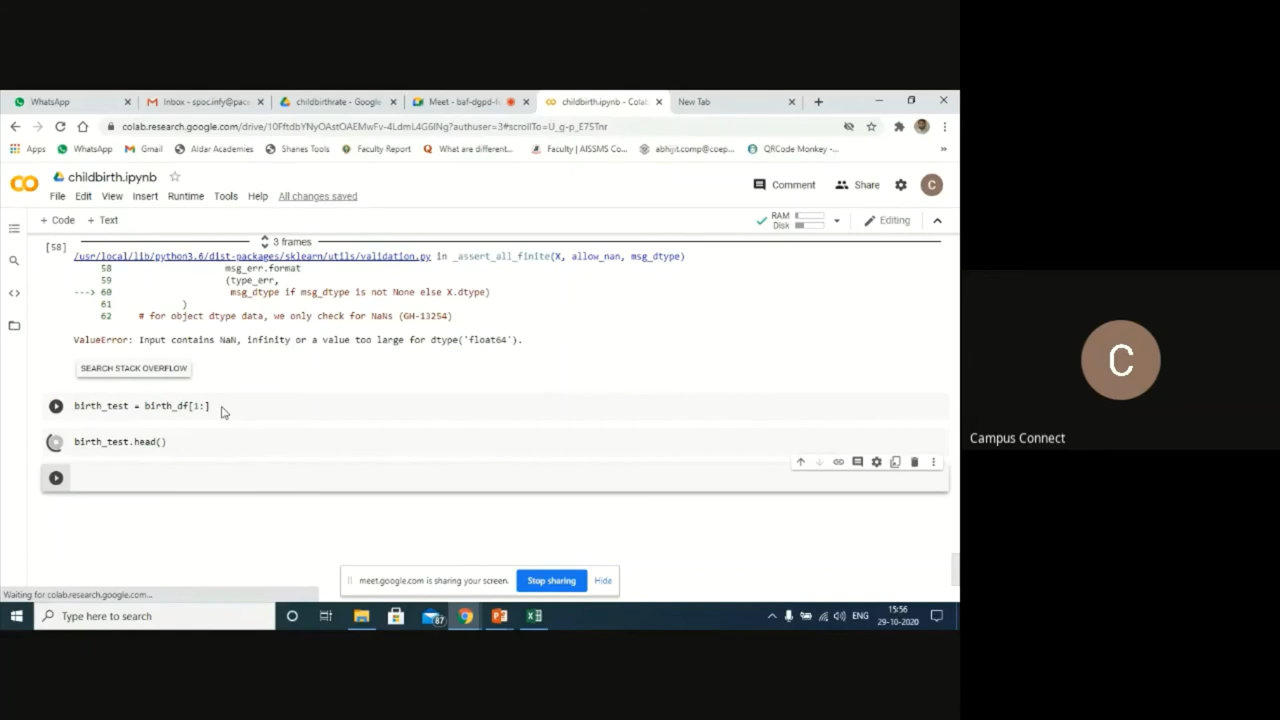 WhatsApp
Inbox - spoc.infy@pac
childbirthrate - Google
Meet - baf-dgpd-f
childbirth.ipynb - Colab
New Tab
colab.research.google.com/drive/10FftdbYNyOAstOAEMwFv-4LdmL4G6INg?authuser=3#scrollTo=U_g-p_E75Tnr
Apps
WhatsApp
Gmail
Aldar Academies
Shanes Tools
Faculty Report
What are different...
Faculty | AISSMS Co...
abhijit.comp@coep...
QRCode Monkey -...
»
childbirth.ipynb
Comment
Share
C
File Edit View Insert Runtime Tools Help All changes saved
+ Code + Text
RAM
Disk
Editing
[58]
3 frames
/usr/local/lib/python3.6/dist-packages/sklearn/utils/validation.py in _assert_all_finite(X, allow_nan, msg_dtype)
58 msg_err.format
59 (type_err,
---> 60 msg_dtype if msg_dtype is not None else X.dtype)
61 )
62 # for object dtype data, we only check for NaNs (GH-13254)
ValueError: Input contains NaN, infinity or a value too large for dtype('float64').
SEARCH STACK OVERFLOW
birth_test = birth_df[1:]
birth_test.head()
meet.google.com is sharing your screen.
Stop sharing
Hide
Waiting for colab.research.google.com...
Type here to search
87
ENG
15:56
29-10-2020
C
Campus Connect